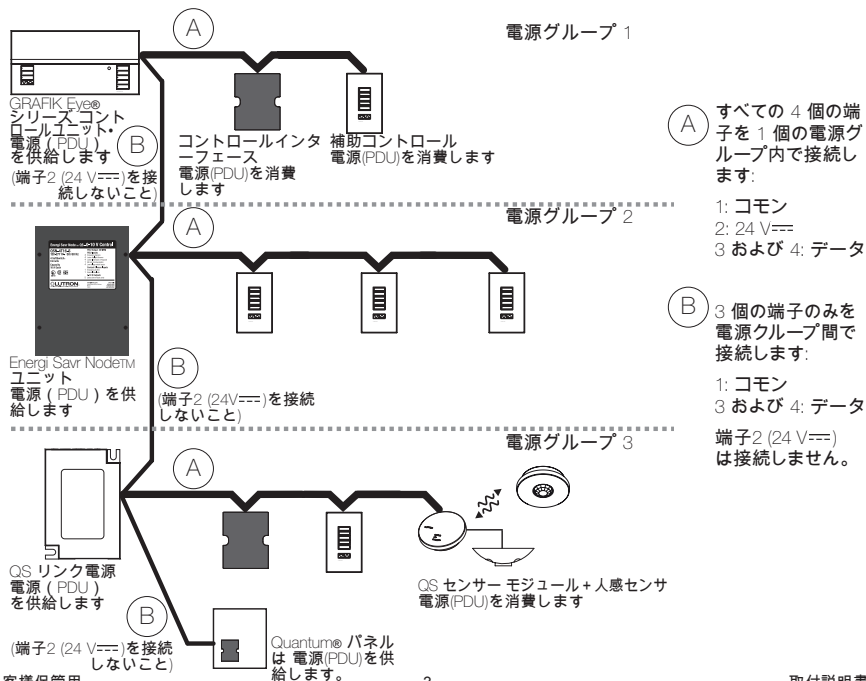 A
電源グループ 1
GRAFIK Eye®
シリーズ コント
ロールユニット・
電源 ( PDU )
を供給します
B
(端子2 (24 V⎓)を接
続しないこと)
コントロールインタ
ーフェース
電源(PDU)を消費
します
補助コントロール
電源(PDU)を消費します
A
すべての 4 個の端
子を 1 個の電源グ
ループ内で接続し
ます:
1: コモン
2: 24 V⎓
3 および 4: データ
電源グループ 2
A
LUTRON
Energi Savr Node™
ユニット
電源 ( PDU ) を供
給します
B
(端子2 (24V⎓)を接続
しないこと)
B
3 個の端子のみを
電源クループ間で
接続します:
1: コモン
3 および 4: データ
端子2 (24 V⎓)
は接続しません。
電源グループ 3
A
QS リンク電源
電源 ( PDU )
を供給します
QS センサー モジュール + 人感センサ
電源(PDU)を消費します
B
(端子2 (24 V⎓)を接続
しないこと)
Quantum® パネル
は 電源(PDU)を供
給します。